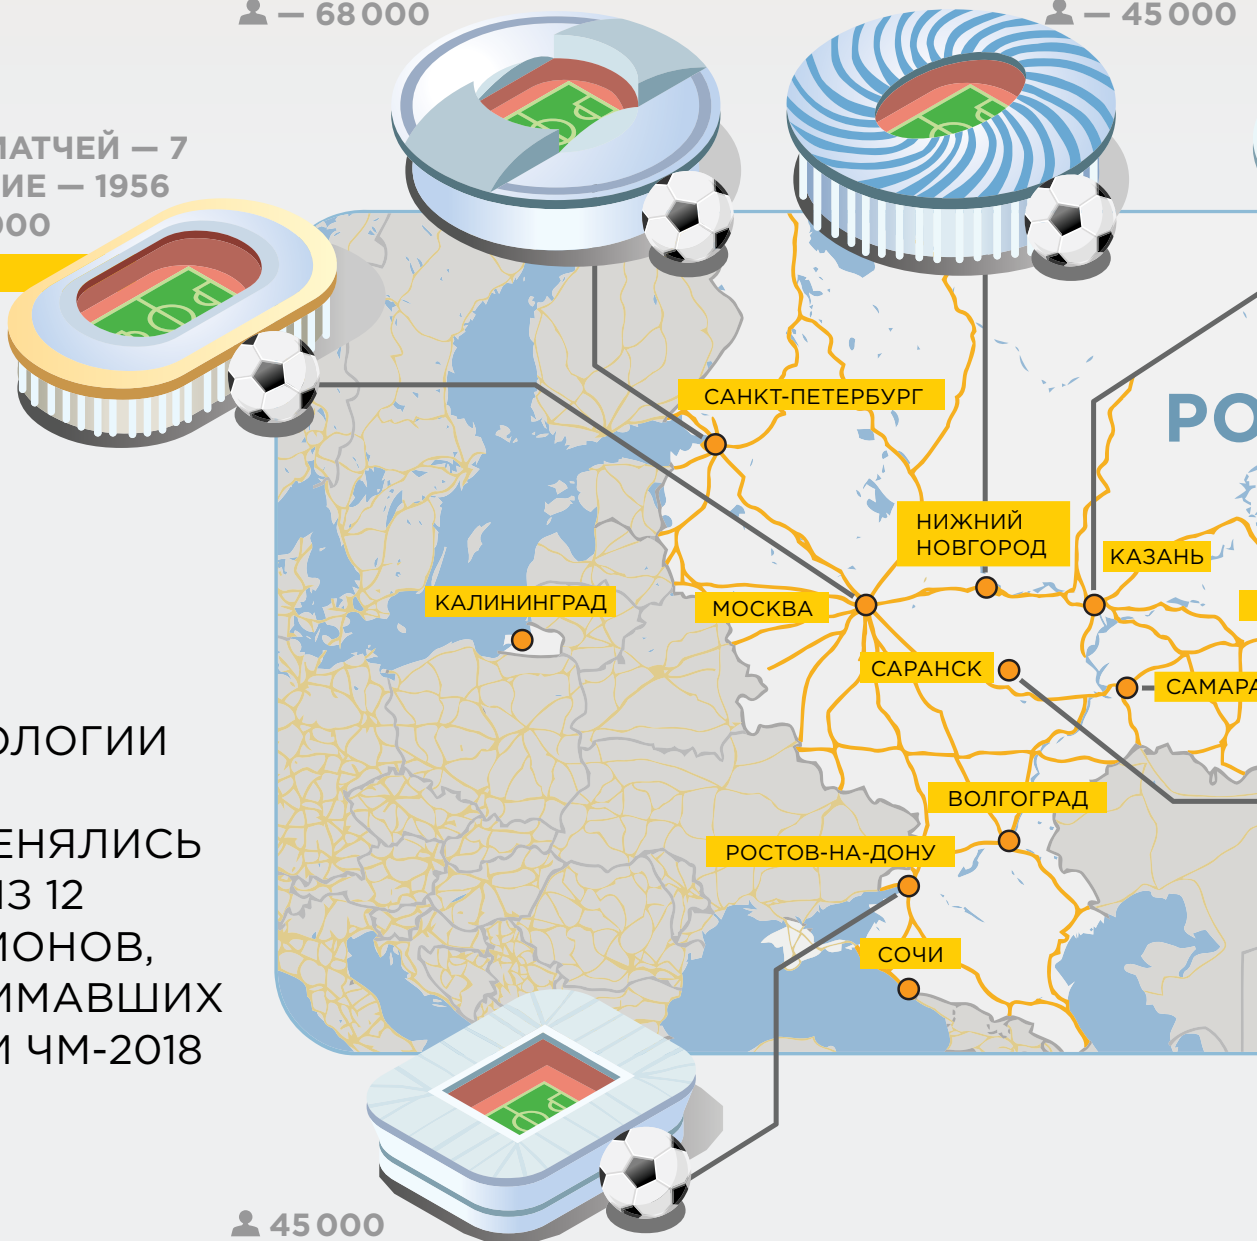 — 68 000
— 45 000
МАТЧЕЙ — 7
ИЕ — 1956
000
РО
САНКТ-ПЕТЕРБУРГ
НИЖНИЙ
НОВГОРОД
КАЗАНЬ
КАЛИНИНГРАД
МОСКВА
САРАНСК
САМАРА
ОЛОГИИ
ВОЛГОГРАД
ЕНЯЛИСЬ
РОСТОВ-НА-ДОНУ
ИЗ 12
ИОНОВ,
СОЧИ
ИМАВШИХ
И ЧМ-2018
45 000